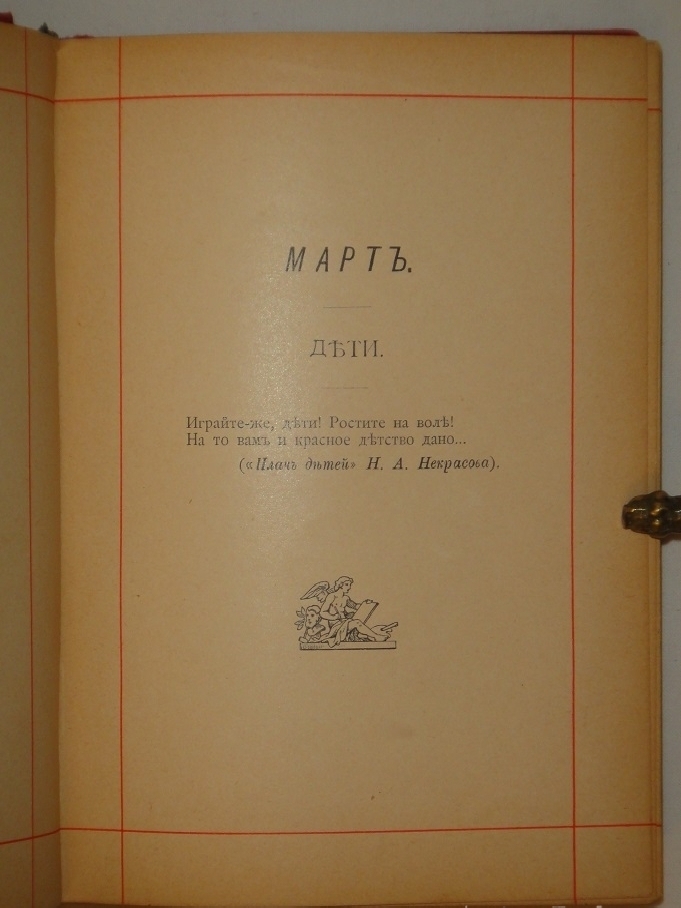 МАРТЪ.
ДѢТИ.
Играйте-же, дѣти! Ростите на волѣ!
На то вамъ и красное дѣтство дано...
(«Плачъ дѣтей» Н. А. Некрасова).